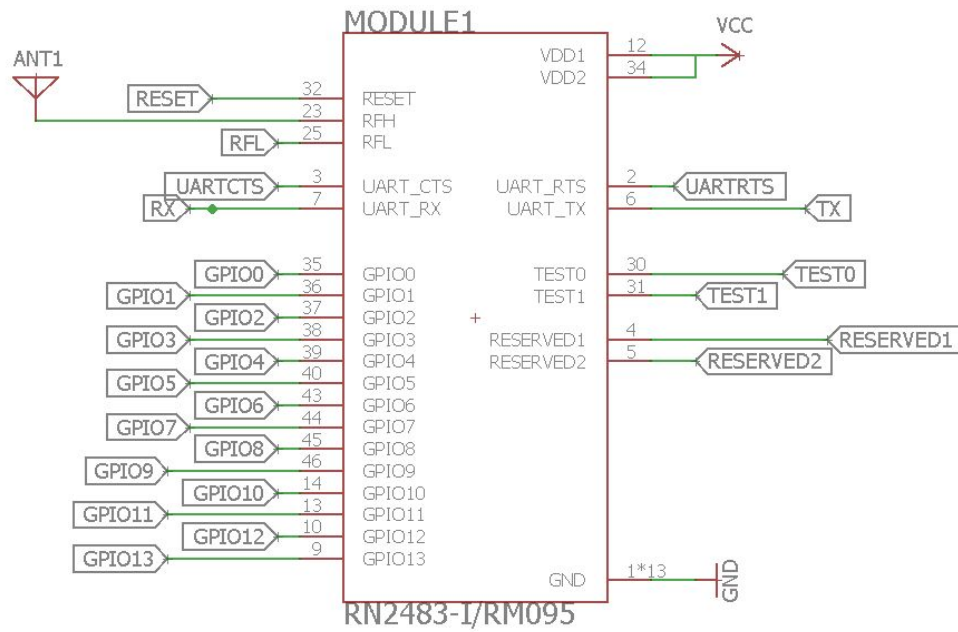 MODULE1
VCC
ANT1
VDD1 12
VDD2 34
RESET 32 RESET
23 RFH
RFL 25 RFL
UARTCTS 3 UART_CTS UART_RTS 2 UARTRTS
RX 7 UART_RX UART_TX 6 TX
GPIO0 35 GPIO0 TEST0 30 TEST0
GPIO1 36 GPIO1 TEST1 31 TEST1
GPIO2 37 GPIO2
GPIO3 38 GPIO3 RESERVED1 4 RESERVED1
GPIO4 39 GPIO4 RESERVED2 5 RESERVED2
GPIO5 40 GPIO5
GPIO6 43 GPIO6
GPIO7 44 GPIO7
GPIO8 45 GPIO8
GPIO9 46 GPIO9
GPIO10 14 GPIO10
GPIO11 13 GPIO11
GPIO12 10 GPIO12
GPIO13 9 GPIO13
GND 1*13 GND
RN2483-I/RM095